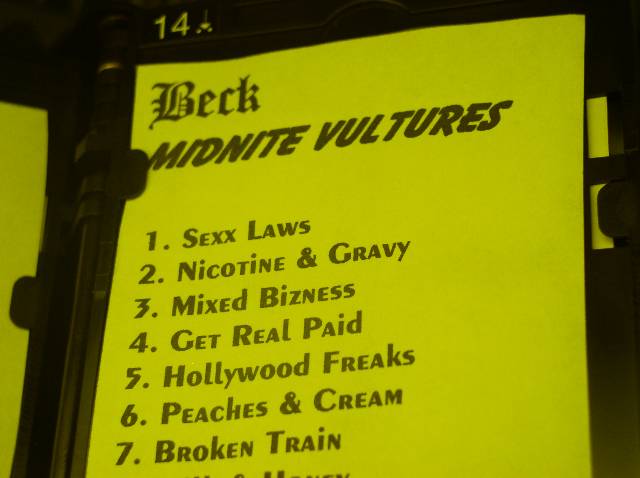 14
Beck
MIDNITE VULTURES
1. Sexx Laws
2. Nicotine & Gravy
3. Mixed Bizness
4. Get Real Paid
5. Hollywood Freaks
6. Peaches & Cream
7. Broken Train
& Honey